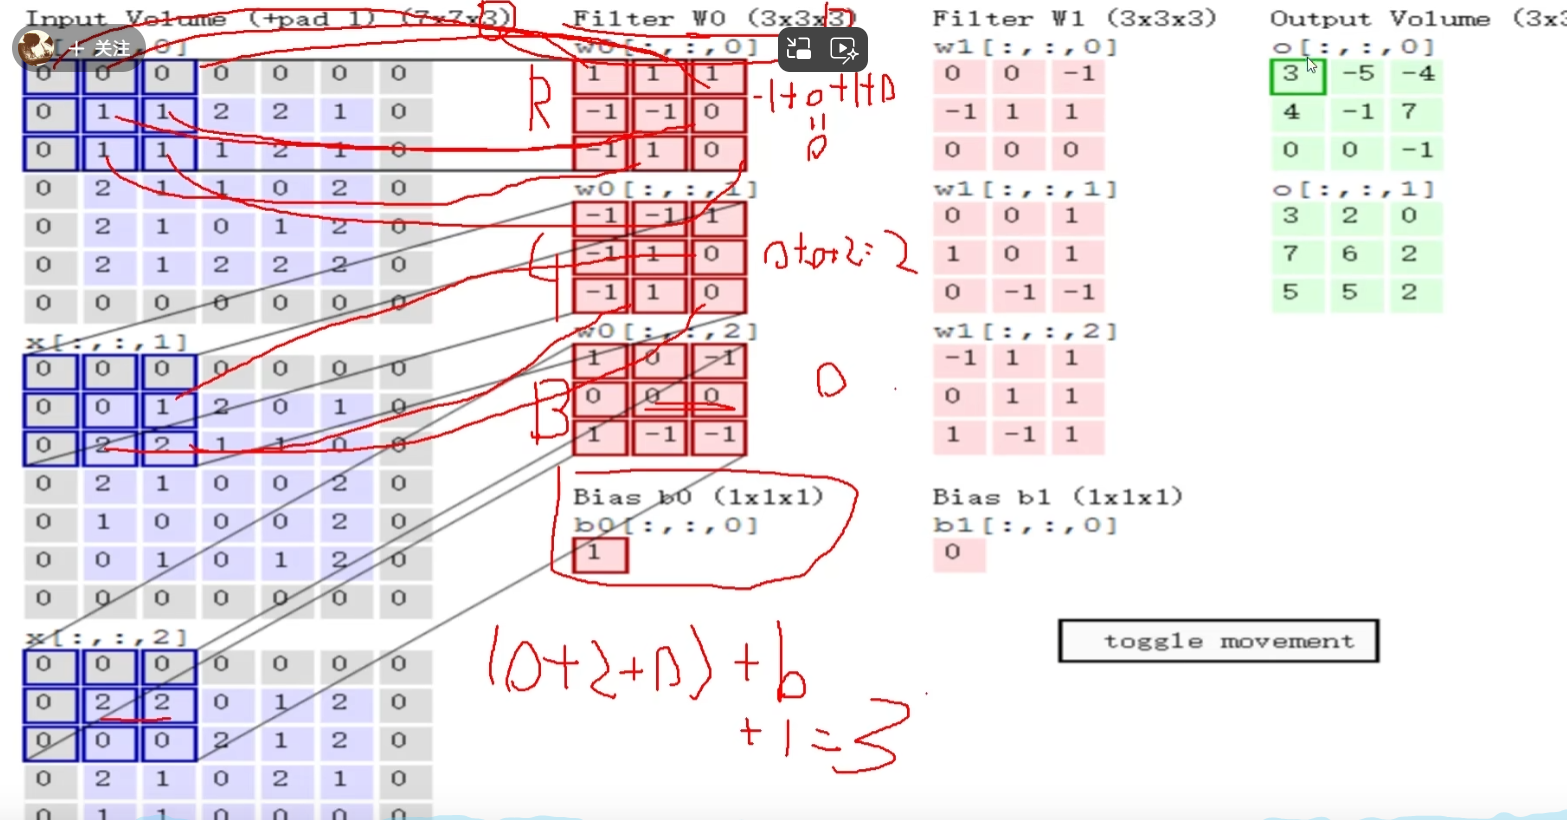 Input Volume (+pad 1) (7x7x3)
+ 关注
,0]
0 0 0 0 0 0 0
0 1 1 2 2 1 0
0 1 1 1 2 1 0
0 2 1 1 0 2 0
0 2 1 0 1 2 0
0 2 1 2 2 2 0
0 0 0 0 0 0 0
x[:,:,1]
0 0 0 0 0 0 0
0 0 1 2 0 1 0
0 2 2 1 1 0 0
0 2 1 0 0 2 0
0 1 0 0 0 2 0
0 0 1 0 1 2 0
0 0 0 0 0 0 0
x[:,:,2]
0 0 0 0 0 0 0
0 2 2 0 1 2 0
0 0 0 2 1 2 0
0 2 1 0 2 1 0
Filter W0 (3x3x3)
w0[:,:,0]
R
1 1 1
-1 -1 0
-1 1 0
-1+0+1+0
=
0
w0[:,:,1]
G
-1 -1 1
-1 1 0
-1 1 0
0+0+2=2
w0[:,:,2]
B
1 0 -1
0 0 0
1 -1 -1
0
Bias b0 (1x1x1)
b0[:,:,0]
1
(0+2+0)+b
+1=3
Filter W1 (3x3x3)
w1[:,:,0]
0 0 -1
-1 1 1
0 0 0
w1[:,:,1]
0 0 1
1 0 1
0 -1 -1
w1[:,:,2]
-1 1 1
0 1 1
1 -1 1
Bias b1 (1x1x1)
b1[:,:,0]
0
Output Volume (3x3
o[:,:,0]
3 -5 -4
4 -1 7
0 0 -1
o[:,:,1]
3 2 0
7 6 2
5 5 2
toggle movement